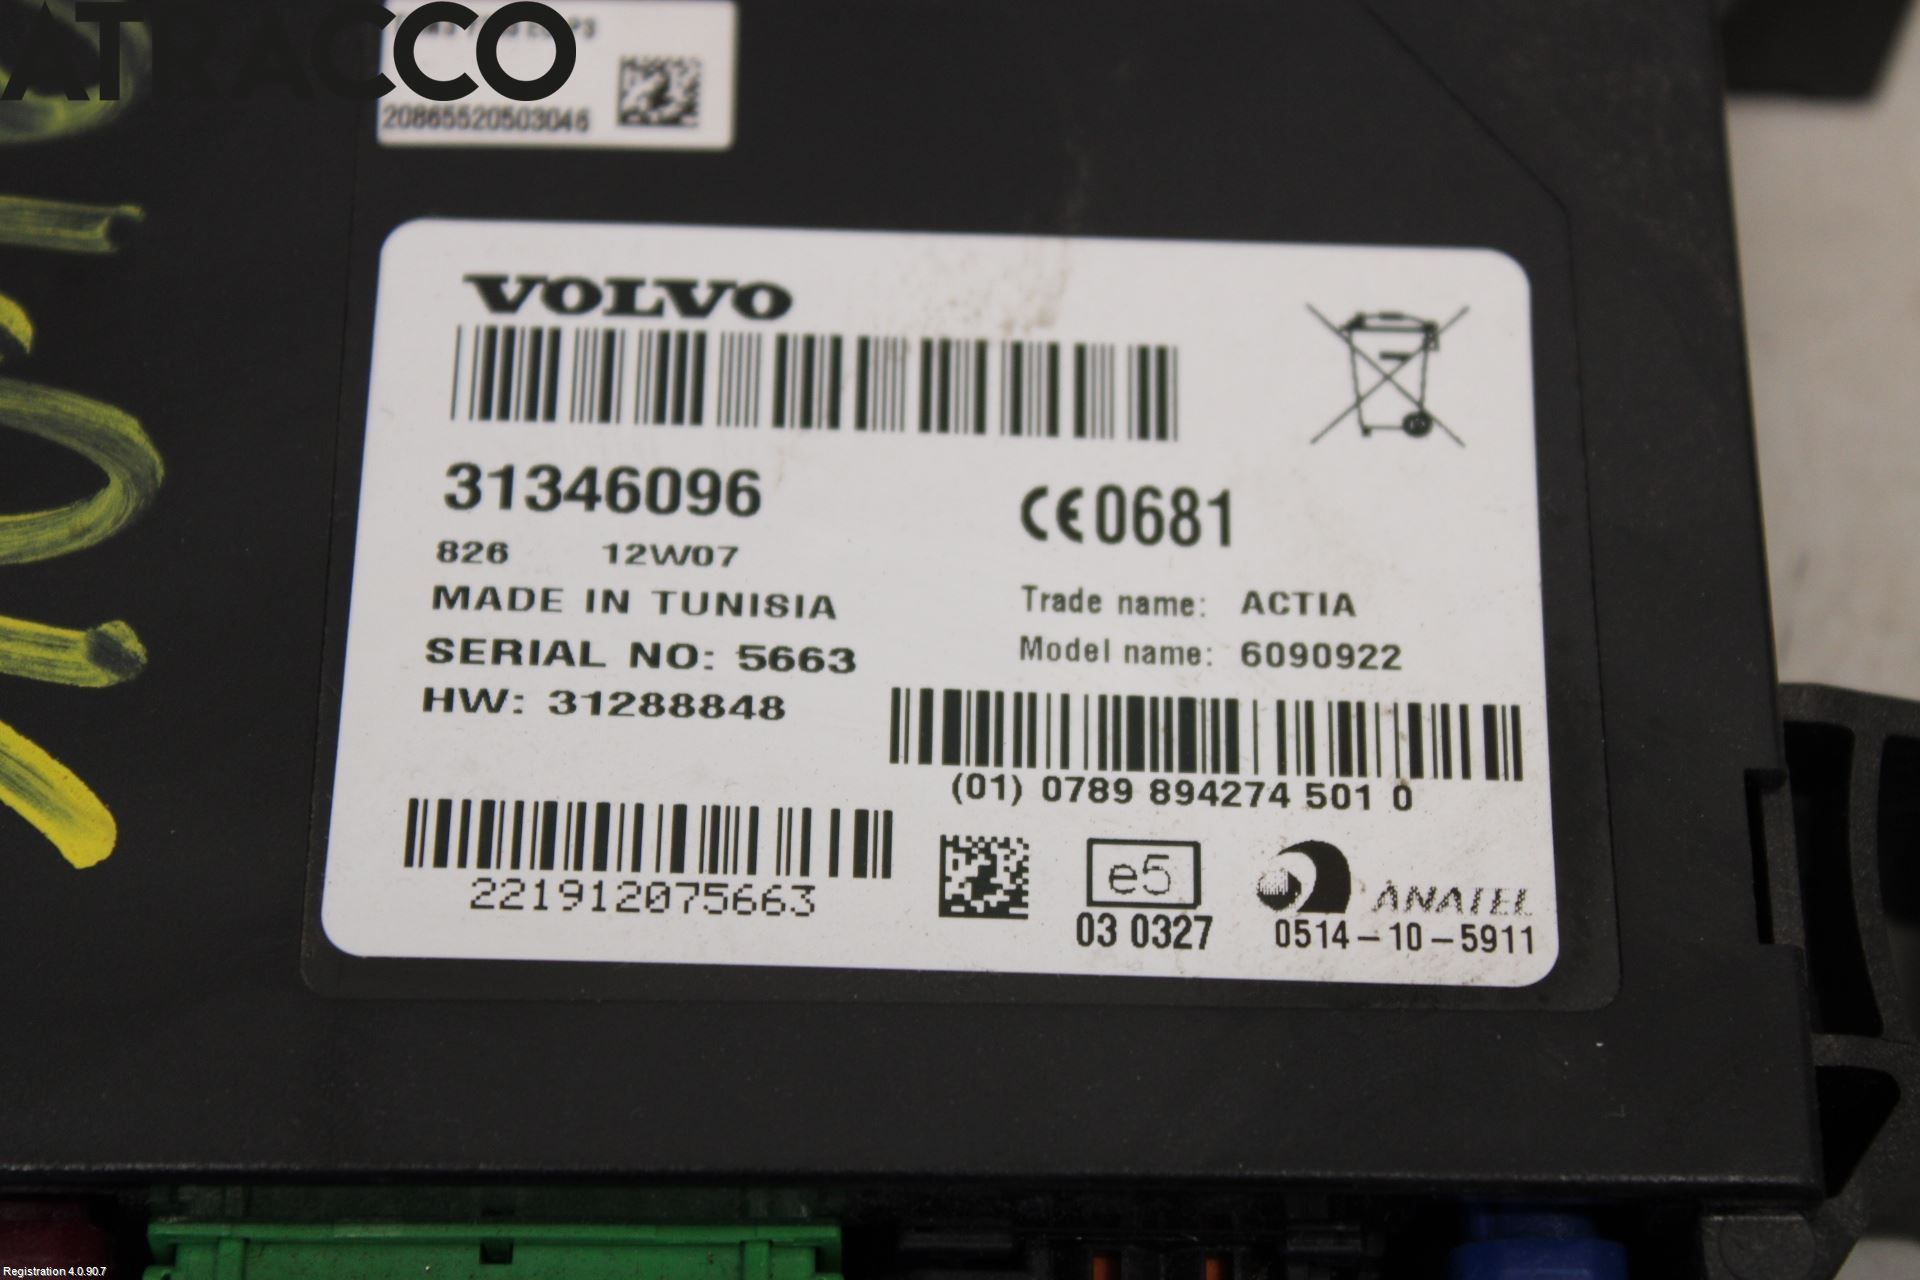 ATRACCO
20865520503046
VOLVO
31346096
CE0681
826 12W07
MADE IN TUNISIA
Trade name: ACTIA
SERIAL NO: 5663
Model name: 6090922
HW: 31288848
(01) 0789 894274 501 0
221912075663
e5
03 0327
ANATEL
0514-10-5911
Registration 4.0.90.7